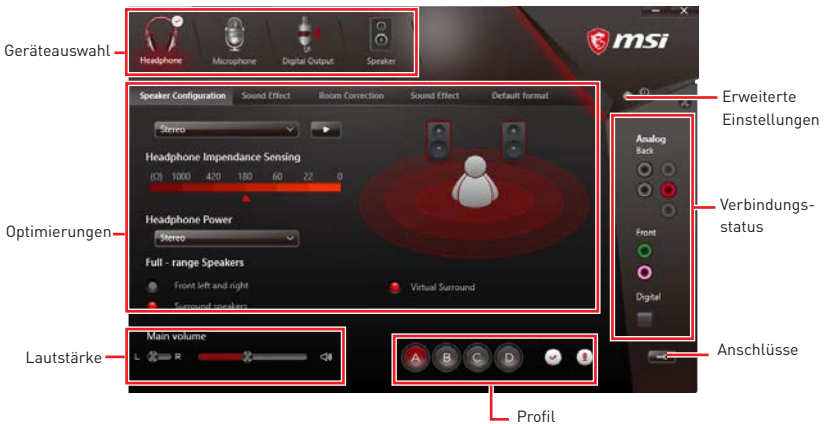 Geräteauswahl
Headphone
Microphone
Digital Output
Speaker
msi
Erweiterte
Einstellungen
Speaker Configuration
Sound Effect
Room Correction
Sound Effect
Default format
Stereo
Headphone Impendance Sensing
(Ω) 1000 420 180 60 22 0
Headphone Power
Stereo
Full - range Speakers
Front left and right
Surround speakers
Virtual Surround
Optimierungen
Analog
Back
Front
Digital
Verbindungs-
status
Main volume
L R
Lautstärke
A B C D
Profil
Anschlüsse